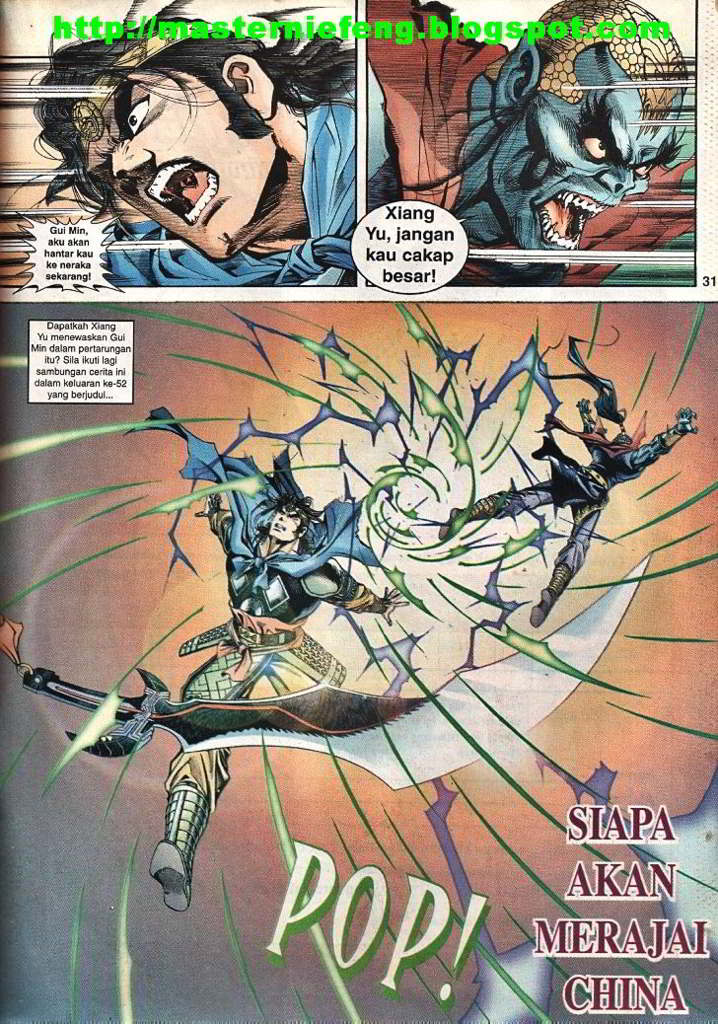 http://masterniefeng.blogspot.com
Gui Min,
aku akan
hantar kau
ke neraka
sekarang!
Xiang
Yu, jangan
kau cakap
besar!
31
Dapatkah Xiang
Yu menewaskan Gui
Min dalam pertarungan
itu? Sila ikuti lagi
sambungan cerita ini
dalam keluaran ke-52
yang berjudul...
POP!
SIAPA
AKAN
MERAJAI
CHINA